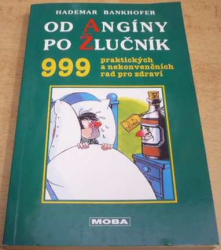 HADEMAR BANKHOFER
OD ANGÍNY
PO ŽLUČNÍK
999 praktických
a nekonvenčních
rad pro zdraví
MOBA